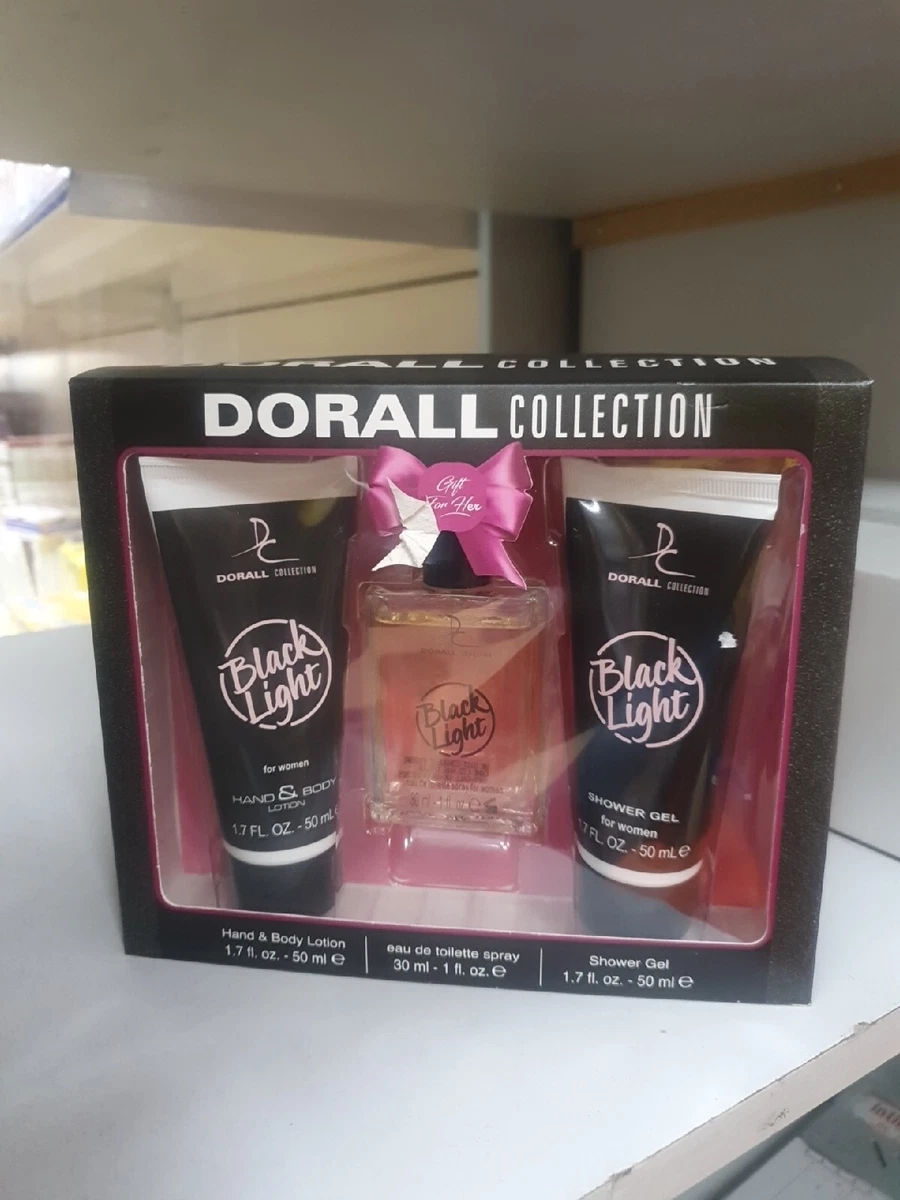 DORALL COLLECTION
DORALL COLLECTION
Gift
For Her
DC
DORALL COLLECTION
Black
Light
for women
HAND & BODY
LOTION
1.7 FL. OZ. - 50 mL
DC
Black
Light
DC
DORALL COLLECTION
Black
Light
SHOWER GEL
for women
1.7 FL. OZ. - 50 mL ℮
Hand & Body Lotion
1.7 fl. oz. - 50 ml ℮
eau de toilette spray
30 ml - 1 fl. oz. ℮
Shower Gel
1.7 fl. oz. - 50 ml ℮